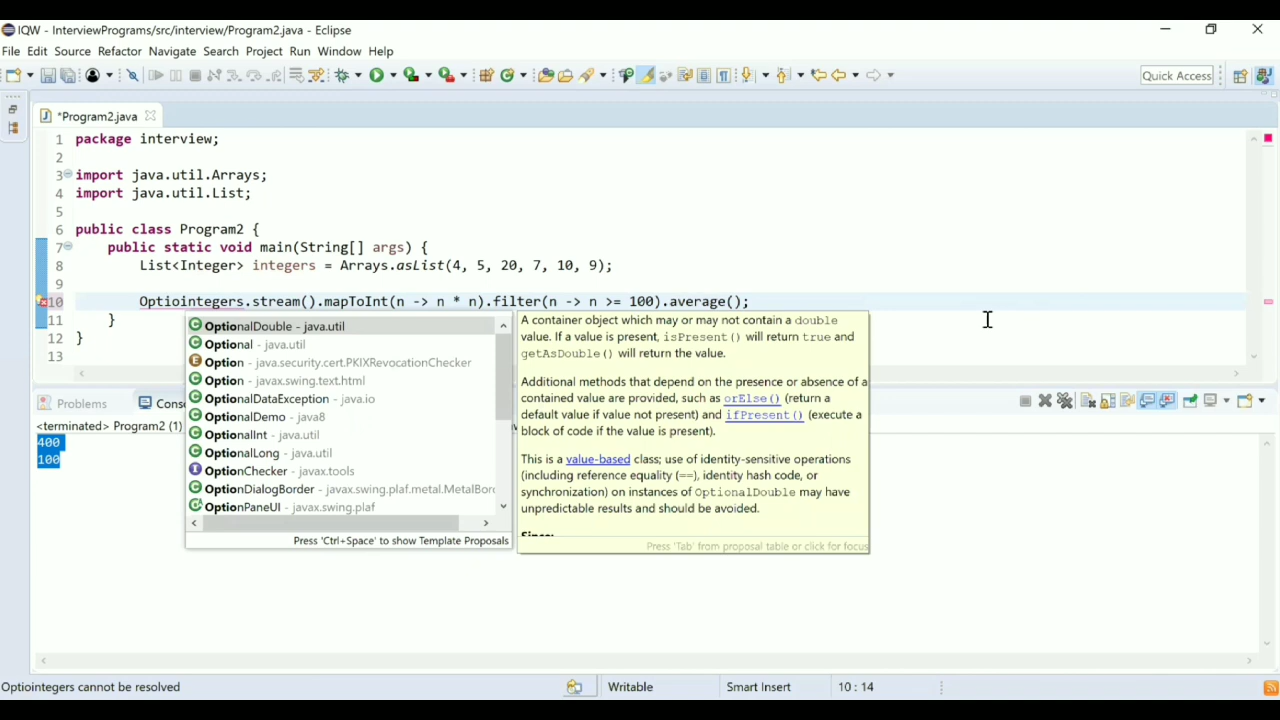 IQW - InterviewPrograms/src/interview/Program2.java - Eclipse
File Edit Source Refactor Navigate Search Project Run Window Help
Quick Access
*Program2.java
1 package interview;
2
3 import java.util.Arrays;
4 import java.util.List;
5
6 public class Program2 {
7 public static void main(String[] args) {
8 List<Integer> integers = Arrays.asList(4, 5, 20, 7, 10, 9);
9
10 Optiointegers.stream().mapToInt(n -> n * n).filter(n -> n >= 100).average();
11 }
12 }
13
OptionalDouble - java.util
Optional - java.util
Option - java.security.cert.PKIXRevocationChecker
Option - javax.swing.text.html
OptionalDataException - java.io
OptionalDemo - java8
OptionalInt - java.util
OptionalLong - java.util
OptionChecker - javax.tools
OptionDialogBorder - javax.swing.plaf.metal.MetalBor
OptionPaneUI - javax.swing.plaf
Press 'Ctrl+Space' to show Template Proposals
A container object which may or may not contain a double
value. If a value is present, isPresent() will return true and
getAsDouble() will return the value.
Additional methods that depend on the presence or absence of a
contained value are provided, such as orElse() (return a
default value if value not present) and ifPresent() (execute a
block of code if the value is present).
This is a value-based class; use of identity-sensitive operations
(including reference equality (==), identity hash code, or
synchronization) on instances of OptionalDouble may have
unpredictable results and should be avoided.
Press 'Tab' from proposal table or click for focus
Problems Cons
<terminated> Program2 (1)
400
100
Optiointegers cannot be resolved
Writable Smart Insert 10 : 14